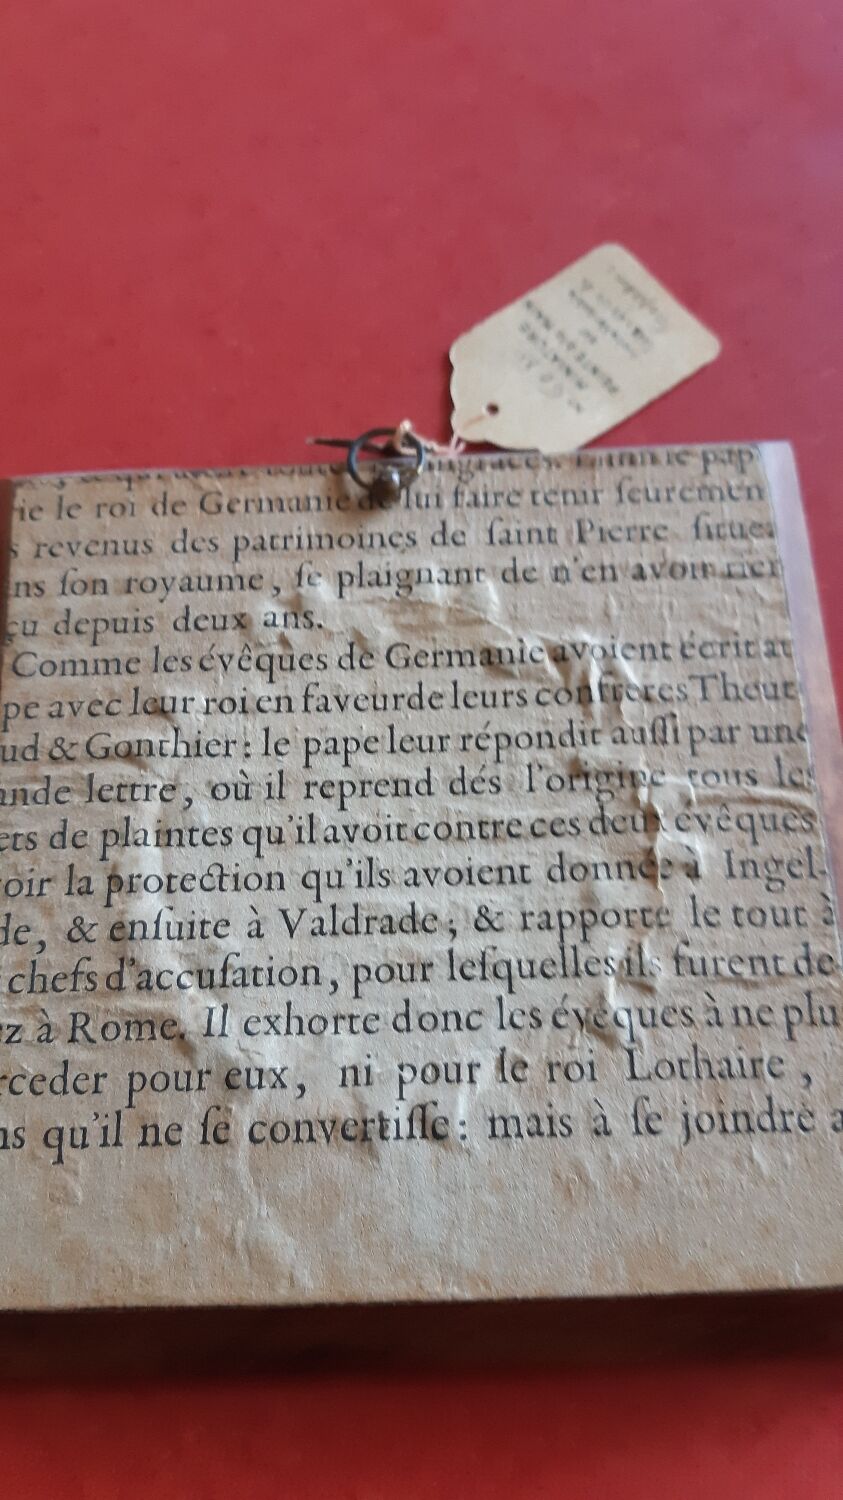 ie le roi de Germanie de lui faire tenir ſeuremen
s revenus des patrimoines de ſaint Pierre ſitue
ns ſon royaume, ſe plaignant de n'en avoir rien
çu depuis deux ans.
Comme les évêques de Germanie avoient écrit au
pe avec leur roi en faveur de leurs confreres Theut
ud & Gonthier: le pape leur répondit auſſi par une
ande lettre, où il reprend dés l'origine tous les
ets de plaintes qu'il avoit contre ces deux évêques
oir la protection qu'ils avoient donnée à Ingel-
de, & enſuite à Valdrade; & rapporte le tout à
chefs d'accuſation, pour leſquelles ils furent de-
z à Rome. Il exhorte donc les évêques à ne plu
rceder pour eux, ni pour le roi Lothaire,
ns qu'il ne ſe convertiſſe: mais à ſe joindre a